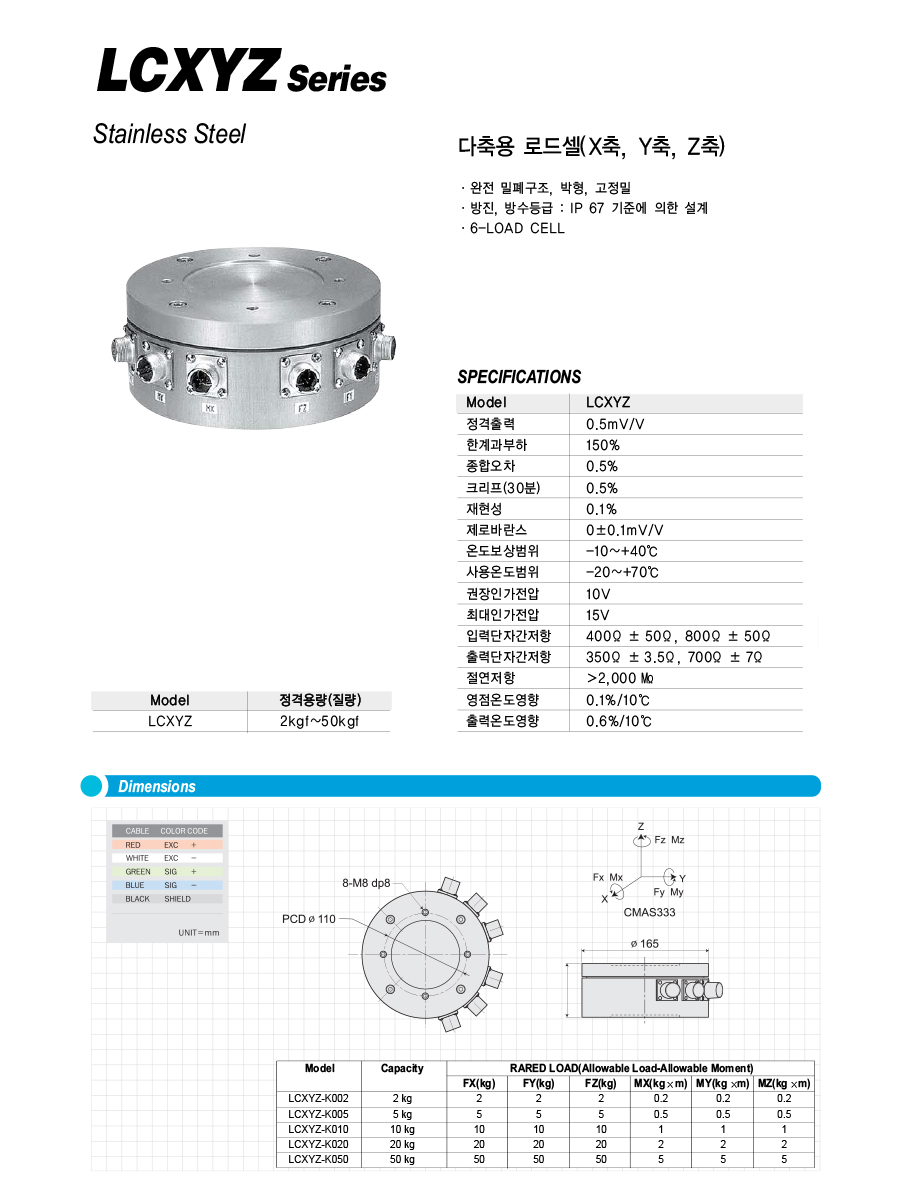 LCXYZ Series
Stainless Steel
다축용 로드셀(X축, Y축, Z축)
· 완전 밀폐구조, 박형, 고정밀
· 방진, 방수등급 : IP 67 기준에 의한 설계
· 6-LOAD CELL
MX
FZ
SPECIFICATIONS
Model LCXYZ
정격출력 0.5mV/V
한계과부하 150%
종합오차 0.5%
크리프(30분) 0.5%
재현성 0.1%
제로바란스 0±0.1mV/V
온도보상범위 -10~+40℃
사용온도범위 -20~+70℃
권장인가전압 10V
최대인가전압 15V
입력단자간저항 400Ω ± 50Ω, 800Ω ± 50Ω
출력단자간저항 350Ω ± 3.5Ω, 700Ω ± 7Ω
절연저항 >2,000 ㏁
영점온도영향 0.1%/10℃
출력온도영향 0.6%/10℃
Model 정격용량(질량)
LCXYZ 2kgf~50kgf
Dimensions
CABLE COLOR CODE
RED EXC +
WHITE EXC −
GREEN SIG +
BLUE SIG −
BLACK SHIELD
UNIT=mm
8-M8 dp8
PCD ø 110
Z
Fz Mz
Fx Mx
Y
Fy My
X
CMAS333
ø 165
Model Capacity RARED LOAD(Allowable Load-Allowable Moment)
FX(kg) FY(kg) FZ(kg) MX(kg×m) MY(kg ×m) MZ(kg ×m)
LCXYZ-K002 2 kg 2 2 2 0.2 0.2 0.2
LCXYZ-K005 5 kg 5 5 5 0.5 0.5 0.5
LCXYZ-K010 10 kg 10 10 10 1 1 1
LCXYZ-K020 20 kg 20 20 20 2 2 2
LCXYZ-K050 50 kg 50 50 50 5 5 5